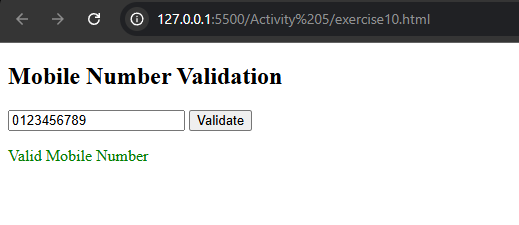 127.0.0.1:5500/Activity%205/exercise10.html
Mobile Number Validation
0123456789 Validate
Valid Mobile Number